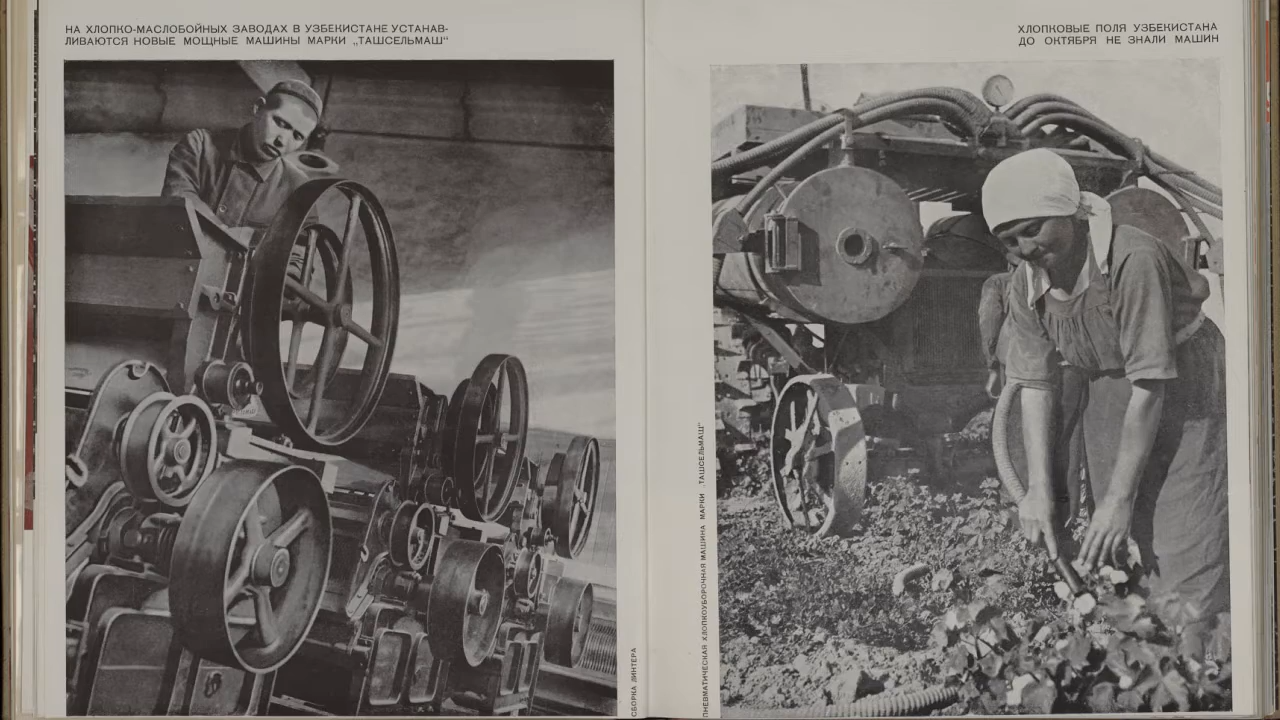 НА ХЛОПКО-МАСЛОБОЙНЫХ ЗАВОДАХ В УЗБЕКИСТАНЕ УСТАНАВ-
ЛИВАЮТСЯ НОВЫЕ МОЩНЫЕ МАШИНЫ МАРКИ „ТАШСЕЛЬМАШ“
СБОРКА ЛИНТЕРА
ХЛОПКОВЫЕ ПОЛЯ УЗБЕКИСТАНА
ДО ОКТЯБРЯ НЕ ЗНАЛИ МАШИН
ПНЕВМАТИЧЕСКАЯ ХЛОПКОУБОРОЧНАЯ МАШИНА МАРКИ „ТАШСЕЛЬМАШ“